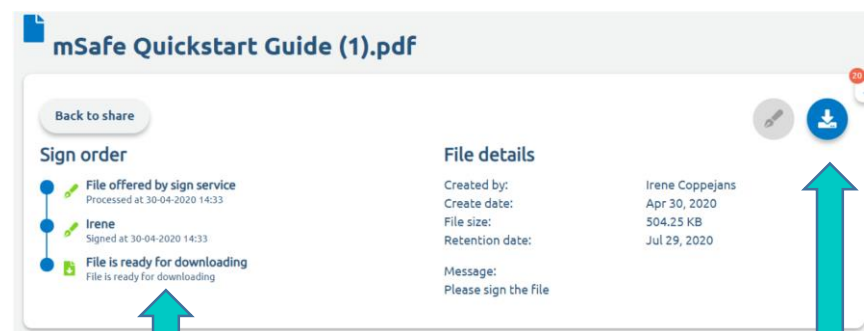 mSafe Quickstart Guide (1).pdf
20
Back to share
Sign order
File offered by sign service
Processed at 30-04-2020 14:33
Irene
Signed at 30-04-2020 14:33
File is ready for downloading
File is ready for downloading
File details
Created by: Irene Coppejans
Create date: Apr 30, 2020
File size: 504.25 KB
Retention date: Jul 29, 2020
Message:
Please sign the file